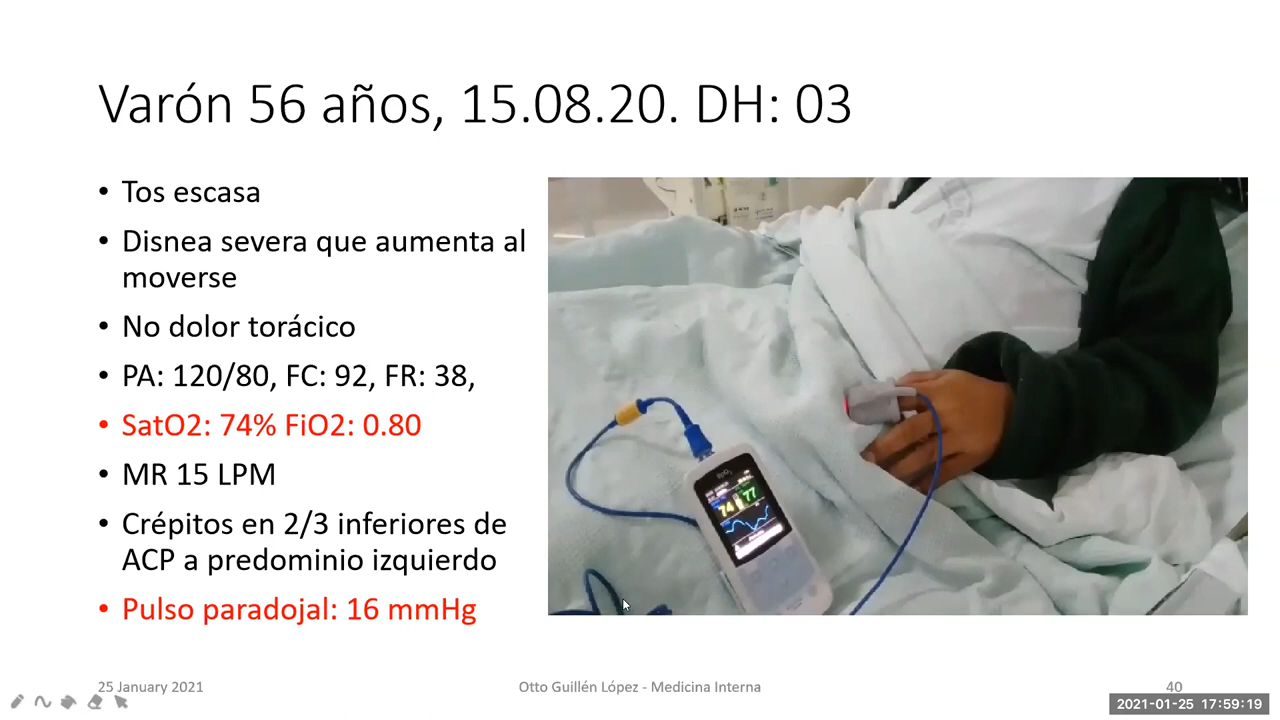 Varón 56 años, 15.08.20. DH: 03
• Tos escasa
• Disnea severa que aumenta al
moverse
• No dolor torácico
• PA: 120/80, FC: 92, FR: 38,
• SatO2: 74% FiO2: 0.80
• MR 15 LPM
• Crépitos en 2/3 inferiores de
ACP a predominio izquierdo
• Pulso paradojal: 16 mmHg
74 77
25 January 2021
Otto Guillén López - Medicina Interna
40
2021-01-25 17:59:19